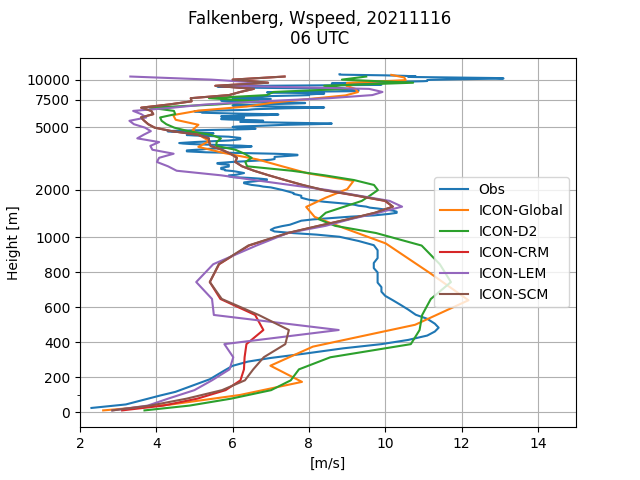 Falkenberg, Wspeed, 20211116
06 UTC
Height [m]
10000
7500
5000
2000
1000
800
600
400
200
0
2
4
6
8
10
12
14
[m/s]
Obs
ICON-Global
ICON-D2
ICON-CRM
ICON-LEM
ICON-SCM